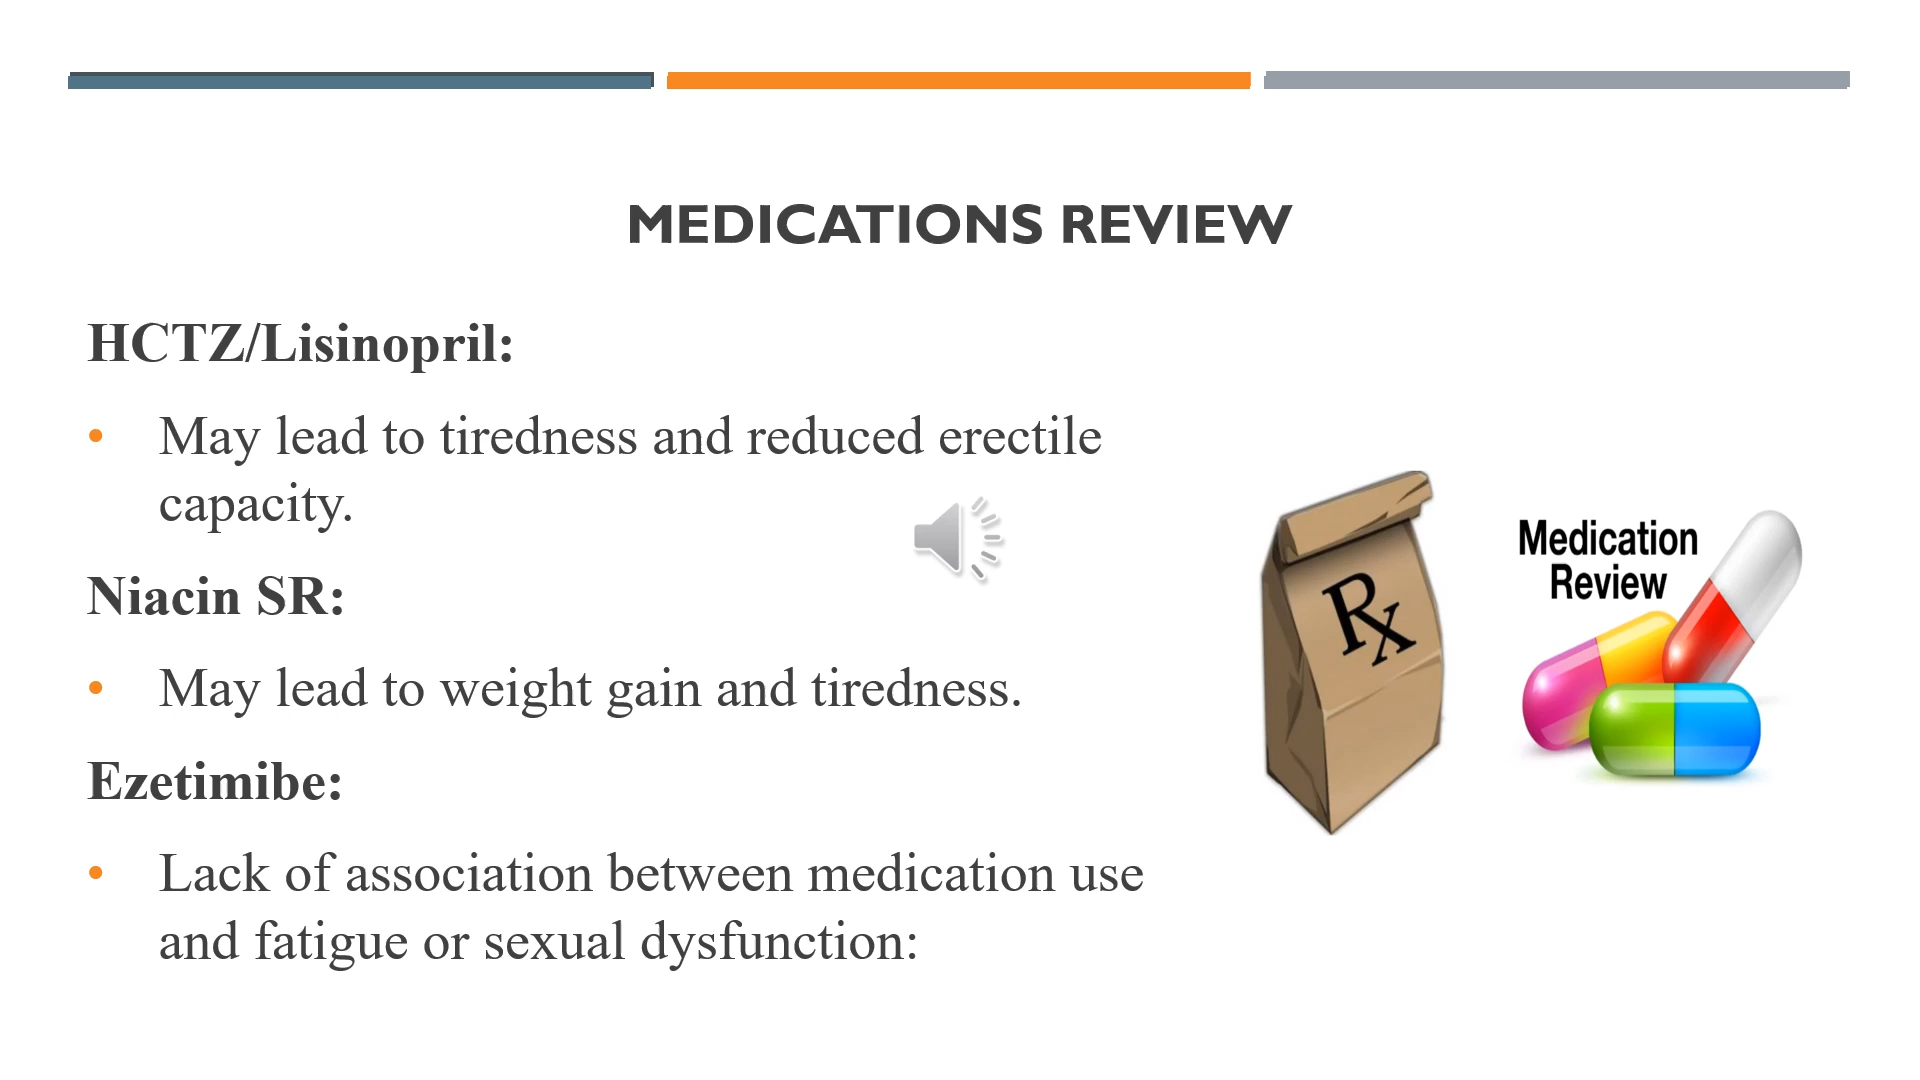 MEDICATIONS REVIEW
HCTZ/Lisinopril:
• May lead to tiredness and reduced erectile
capacity.
Niacin SR:
• May lead to weight gain and tiredness.
Ezetimibe:
• Lack of association between medication use
and fatigue or sexual dysfunction:
Rx
Medication
Review